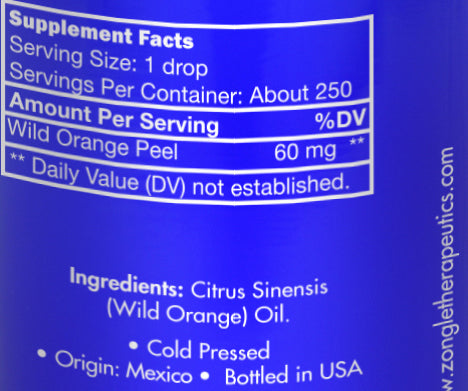 Supplement Facts
Serving Size: 1 drop
Servings Per Container: About 250
Amount Per Serving %DV
Wild Orange Peel 60 mg **
** Daily Value (DV) not established.
Ingredients: Citrus Sinensis
(Wild Orange) Oil.
• Cold Pressed
• Origin: Mexico • Bottled in USA
w.zongletherapeutics.com